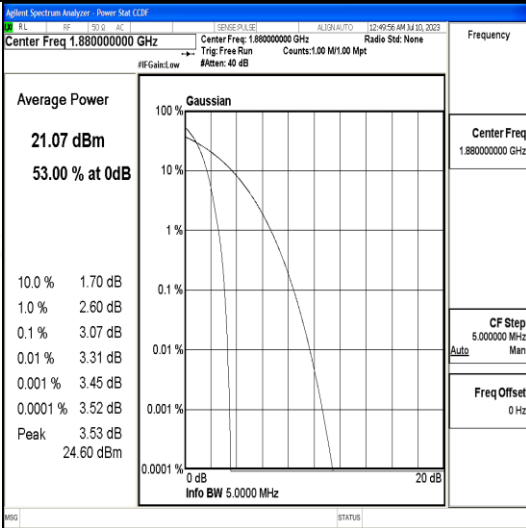 Agilent Spectrum Analyzer - Power Stat CCDF
RL RF 50 Ω AC SENSE:PULSE ALIGN AUTO 12:49:56 AM Jul 10, 2023
Center Freq 1.880000000 GHz
Center Freq: 1.880000000 GHz
Radio Std: None
Trig: Free Run Counts:1.00 M/1.00 Mpt
#IFGain:Low #Atten: 40 dB
Frequency
Average Power
21.07 dBm
53.00 % at 0dB
10.0 % 1.70 dB
1.0 % 2.60 dB
0.1 % 3.07 dB
0.01 % 3.31 dB
0.001 % 3.45 dB
0.0001 % 3.52 dB
Peak 3.53 dB
24.60 dBm
Gaussian
100 %
10 %
1 %
0.1 %
0.01 %
0.001 %
0.0001 %
0 dB 20 dB
Info BW 5.0000 MHz
Center Freq
1.880000000 GHz
CF Step
5.000000 MHz
Auto Man
Freq Offset
0 Hz
MSG STATUS